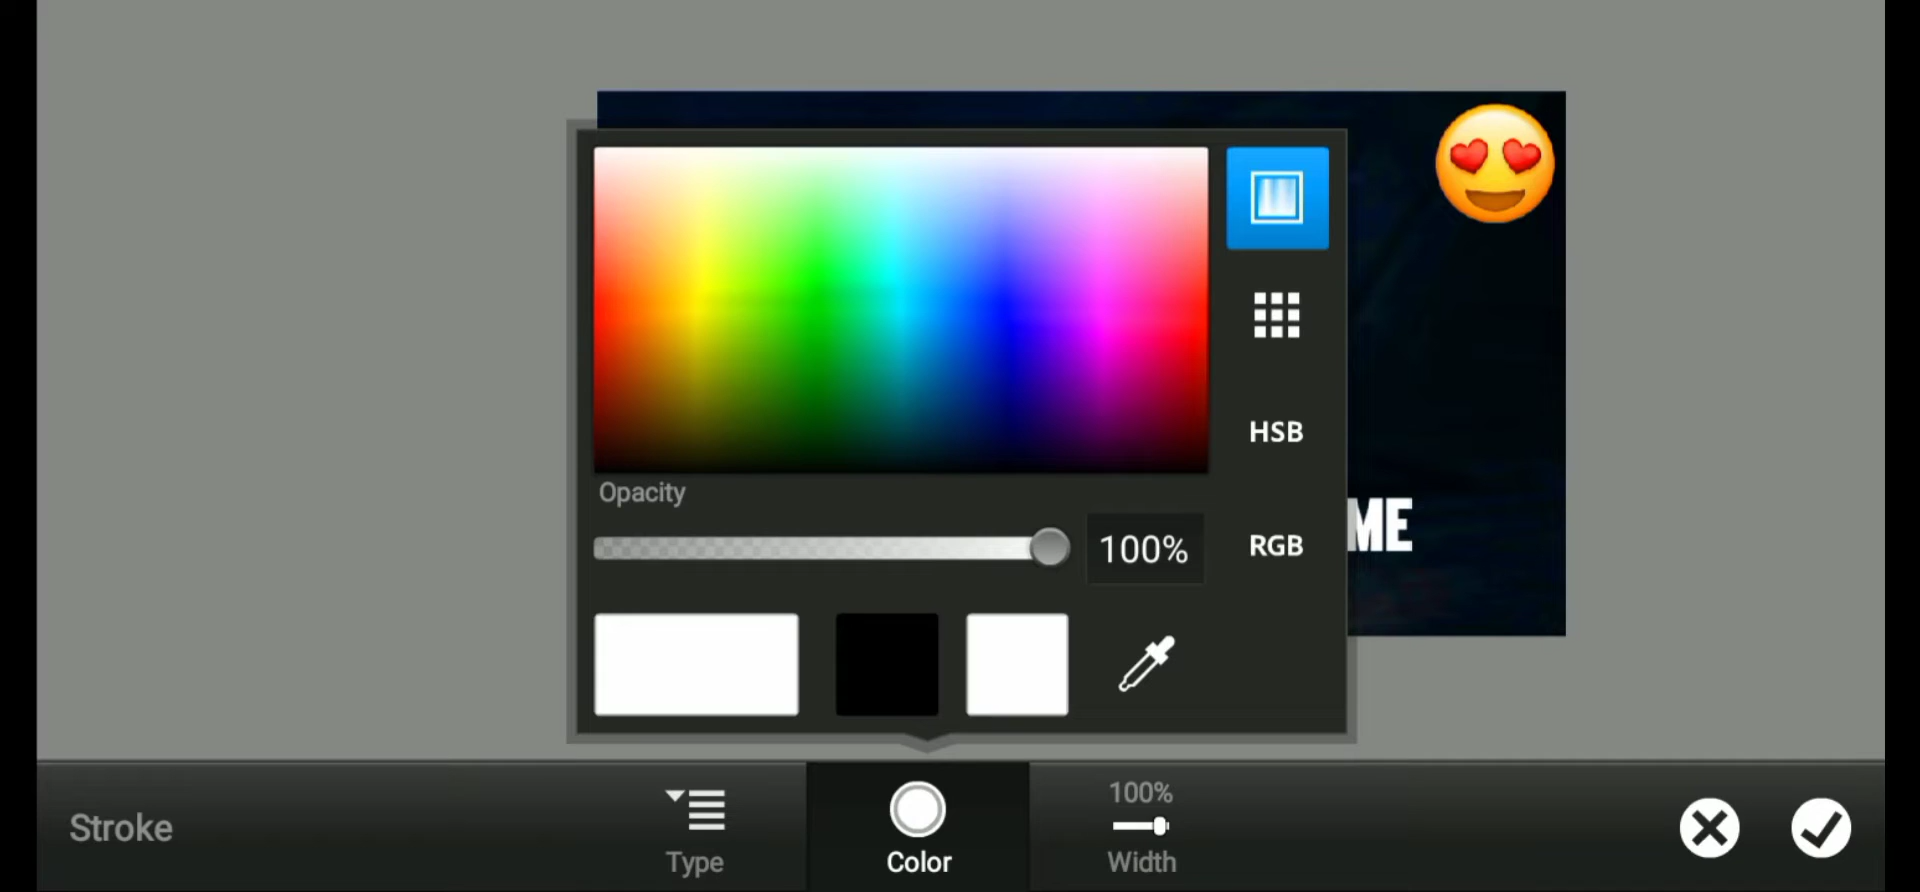 HSB
Opacity
100%
RGB
ME
Stroke
Type
Color
100%
Width